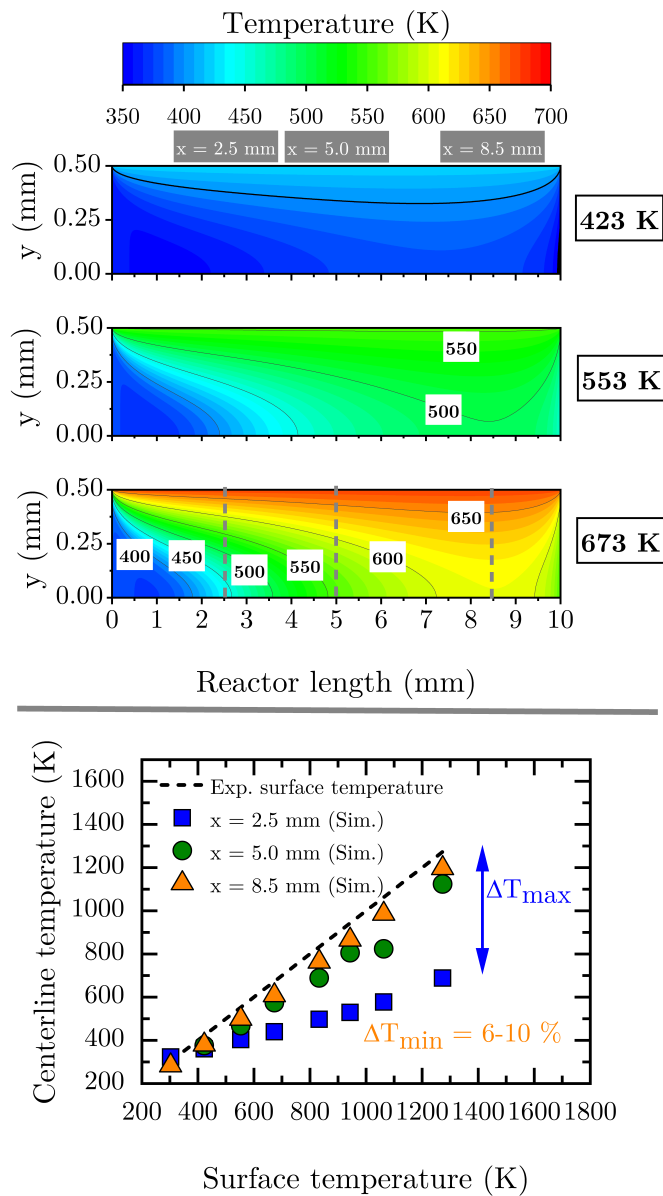 Temperature (K)
350 400 450 500 550 600 650 700
x = 2.5 mm x = 5.0 mm x = 8.5 mm
0.50
0.25
0.00
y (mm)
423 K
0.50
0.25
0.00
y (mm)
550
500
553 K
0.50
0.25
0.00
y (mm)
400 450 500 550 600 650
673 K
0 1 2 3 4 5 6 7 8 9 10
Reactor length (mm)
Centerline temperature (K)
1600
1400
1200
1000
800
600
400
200
Exp. surface temperature
x = 2.5 mm (Sim.)
x = 5.0 mm (Sim.)
x = 8.5 mm (Sim.)
ΔTmax
ΔTmin = 6-10 %
200 400 600 800 1000 1200 1400 1600 1800
Surface temperature (K)